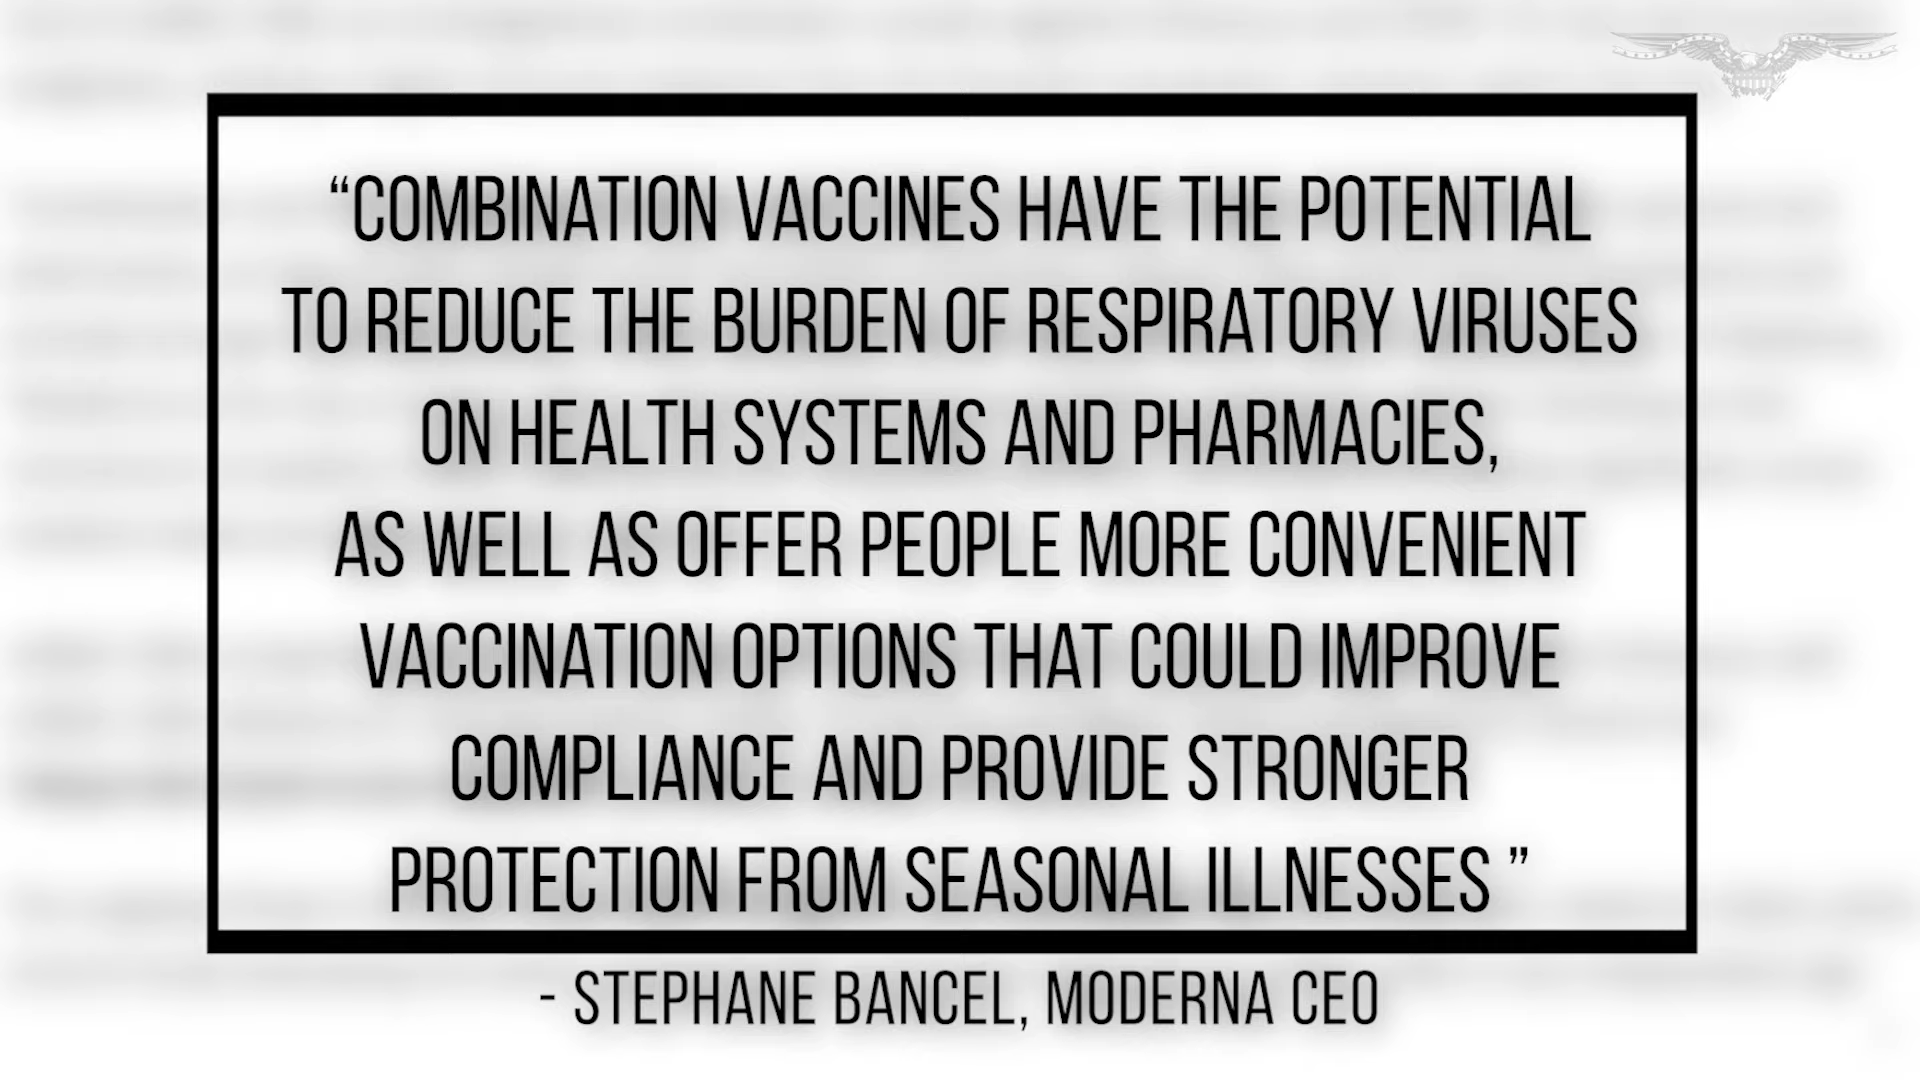 “COMBINATION VACCINES HAVE THE POTENTIAL
TO REDUCE THE BURDEN OF RESPIRATORY VIRUSES
ON HEALTH SYSTEMS AND PHARMACIES,
AS WELL AS OFFER PEOPLE MORE CONVENIENT
VACCINATION OPTIONS THAT COULD IMPROVE
COMPLIANCE AND PROVIDE STRONGER
PROTECTION FROM SEASONAL ILLNESSES ”
- STEPHANE BANCEL, MODERNA CEO